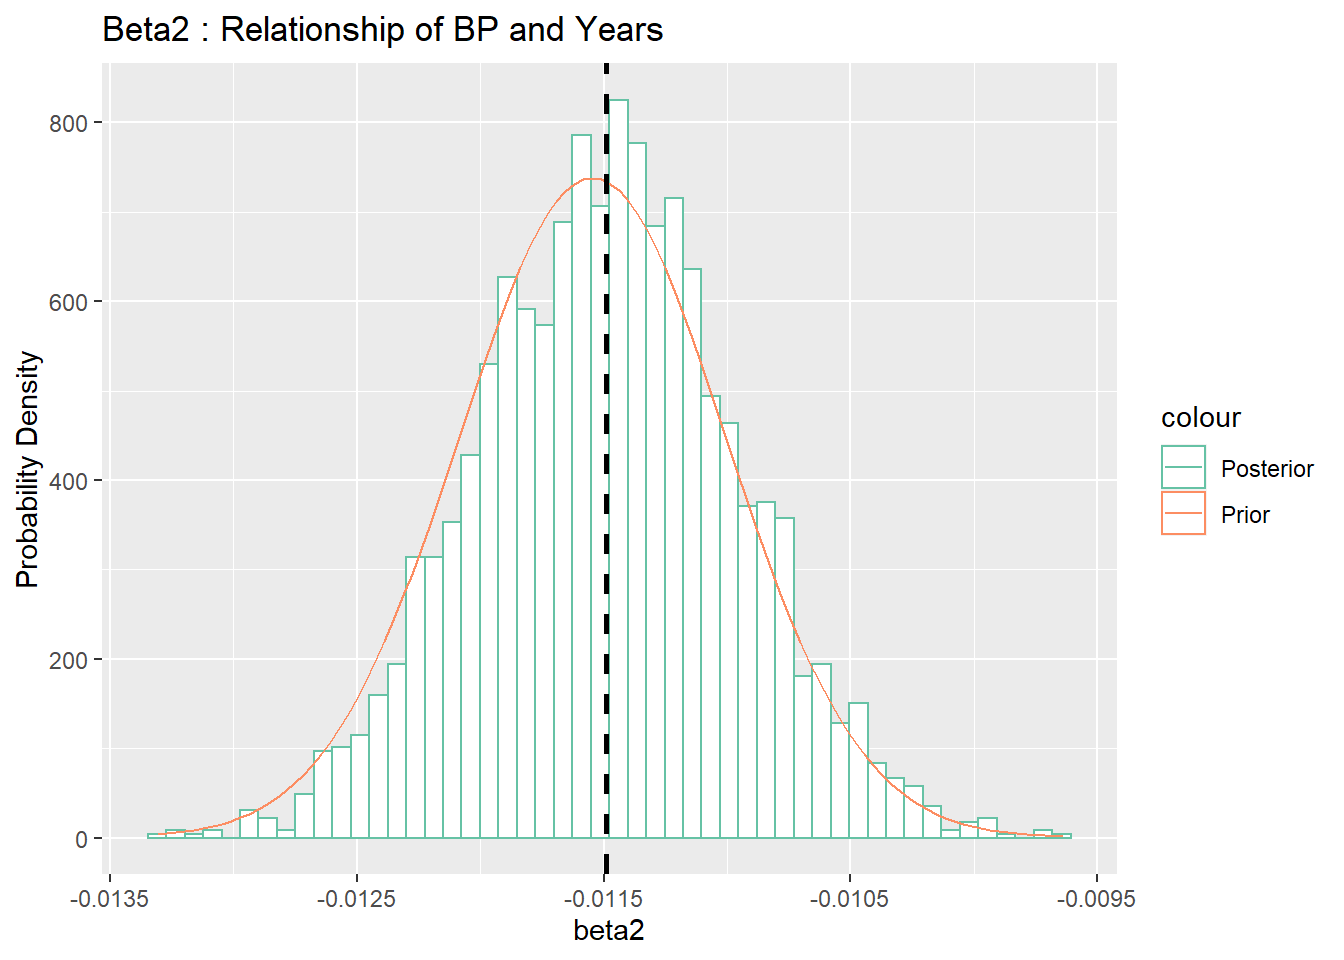 Beta2 : Relationship of BP and Years
Probability Density
800
600
400
200
0
-0.0135
-0.0125
-0.0115
-0.0105
-0.0095
beta2
colour
Posterior
Prior